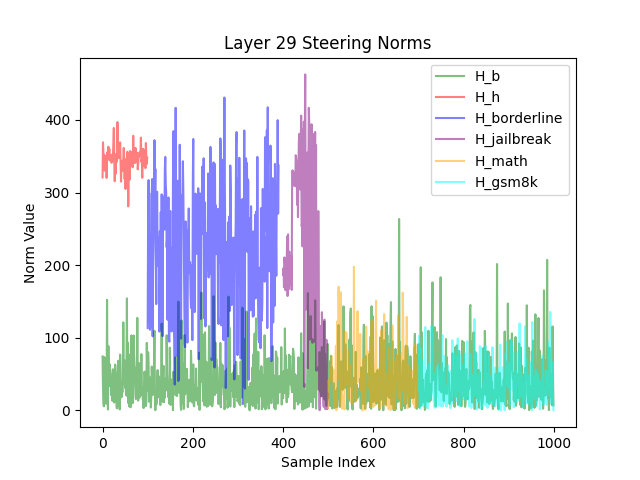 Layer 29 Steering Norms
Norm Value
400
300
200
100
0
0 200 400 600 800 1000
Sample Index
H_b
H_h
H_borderline
H_jailbreak
H_math
H_gsm8k